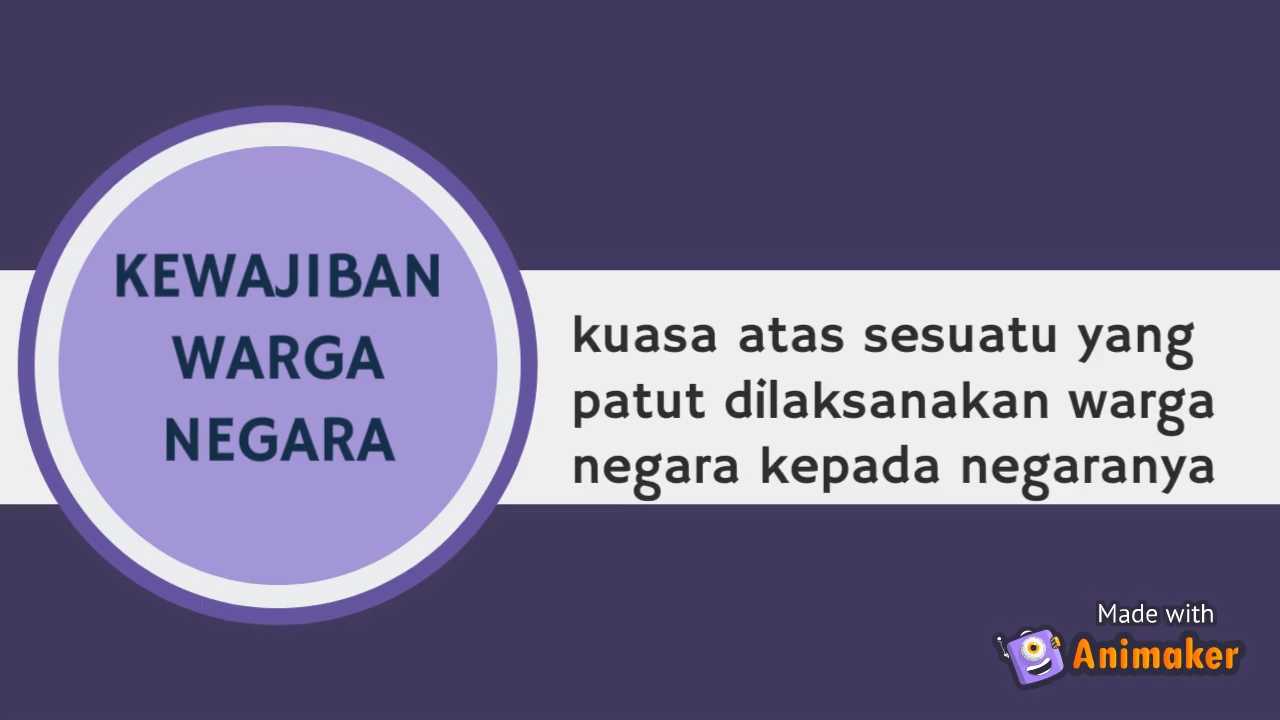 KEWAJIBAN
WARGA
NEGARA
kuasa atas sesuatu yang
patut dilaksanakan warga
negara kepada negaranya
Made with
Animaker